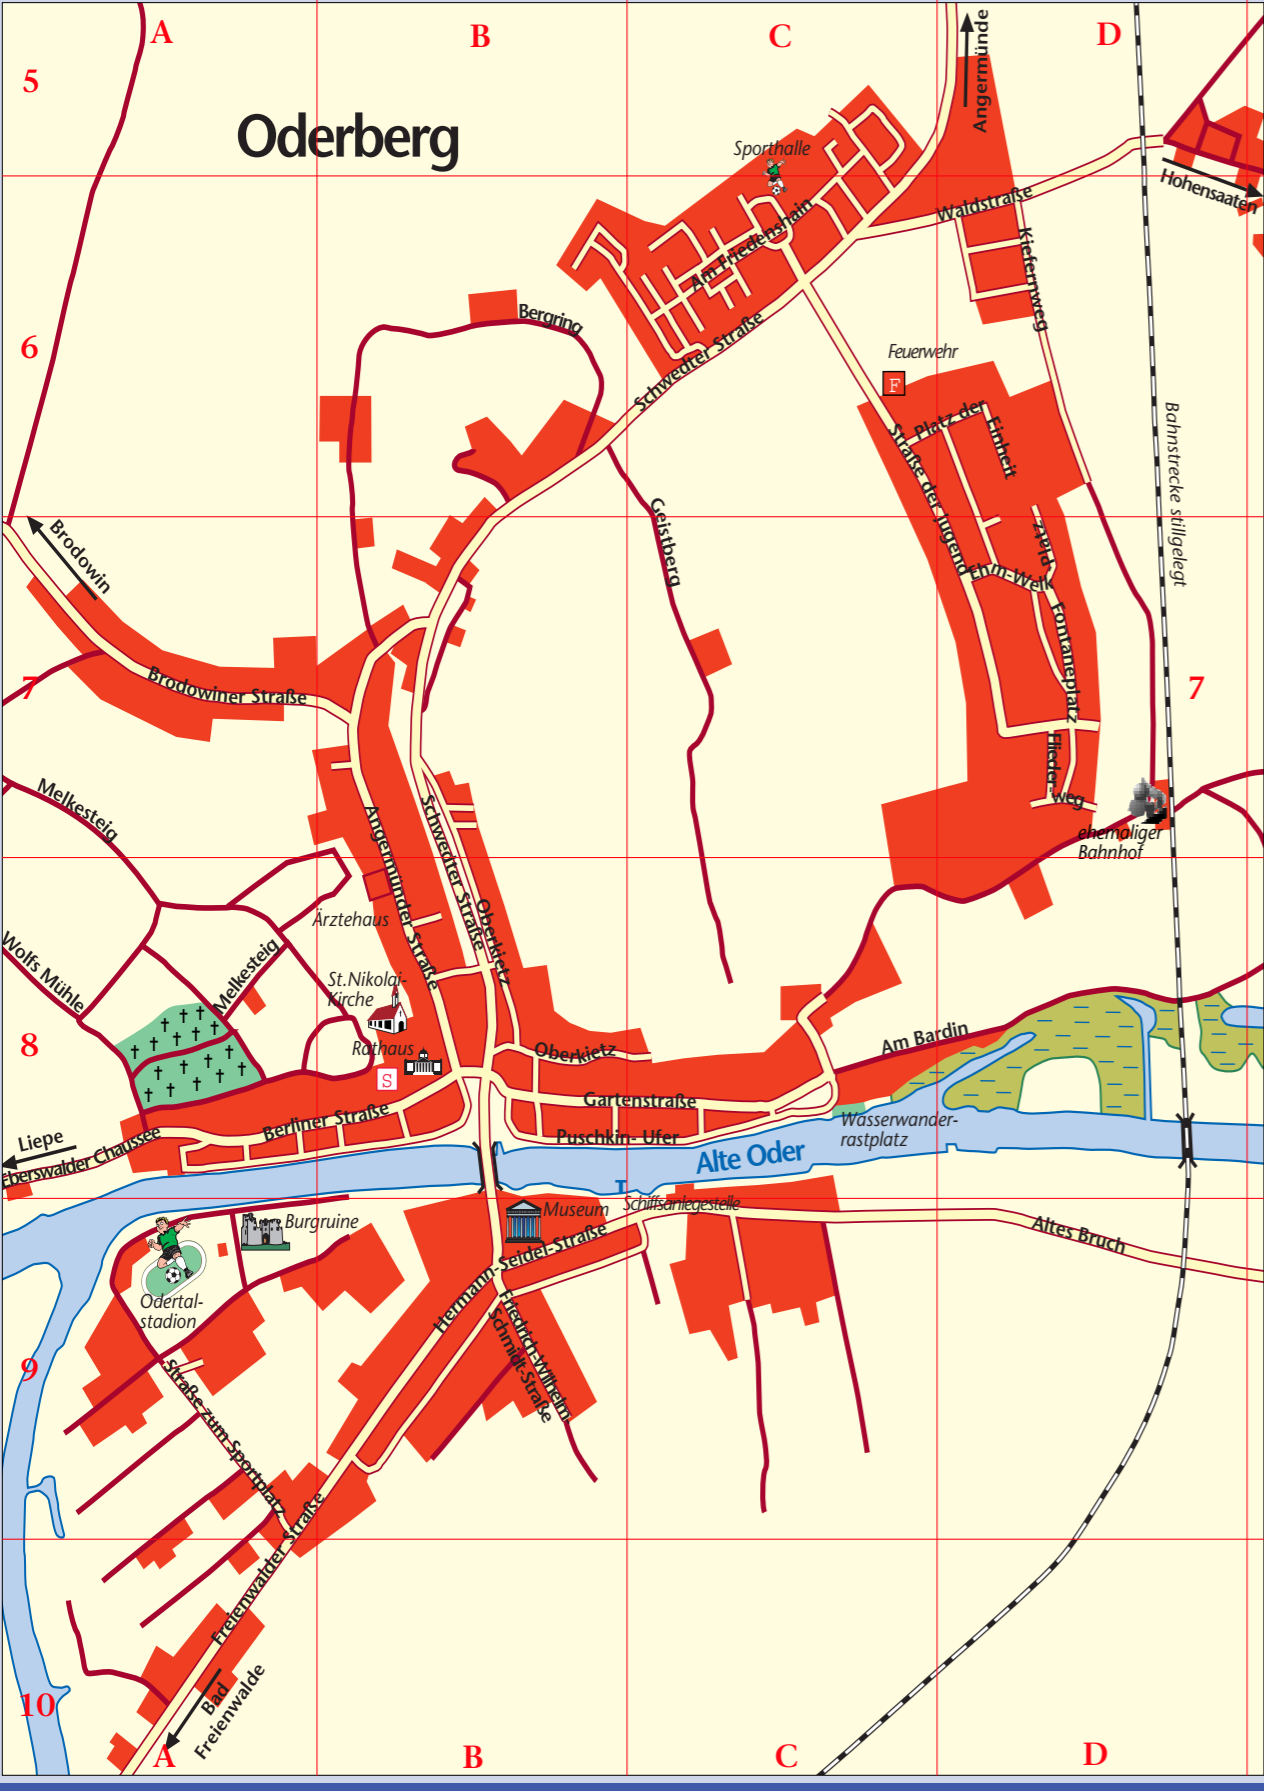 A
B
C
D
5
Angermünde
Oderberg
Sporthalle
Hohensaaten
Waldstraße
Am Friedenshain
Kiefernweg
Bergring
6
Schwedter Straße
Feuerwehr
F
Platz der
Einheit
Bahnstrecke stillgelegt
Straße der Jugend
Geistberg
Brodowin
Platz
Ehm-Welk
Fontaneplatz
7
Brodowiner Straße
7
Flieder-
weg
Melkesteig
Angermünder Straße
Schwedter Straße
ehemaliger
Bahnhof
Ärztehaus
Oberkietz
Wolfs Mühle
Melkesteig
St.Nikolai-
Kirche
8
Rathaus
S
Oberkietz
Am Bardin
Gartenstraße
Berliner Straße
Wasserwander-
rastplatz
Liepe
Eberswalder Chaussee
Puschkin- Ufer
Alte Oder
Schiffsanlegestelle
Museum
Burgruine
Hermann-Seidel-Straße
Altes Bruch
Odertal-
stadion
Friedrich-Wilhelm-
Schmidt-Straße
9
Straße zum Sportplatz
Freienwalder Straße
10
Bad
Freienwalde
A
B
C
D